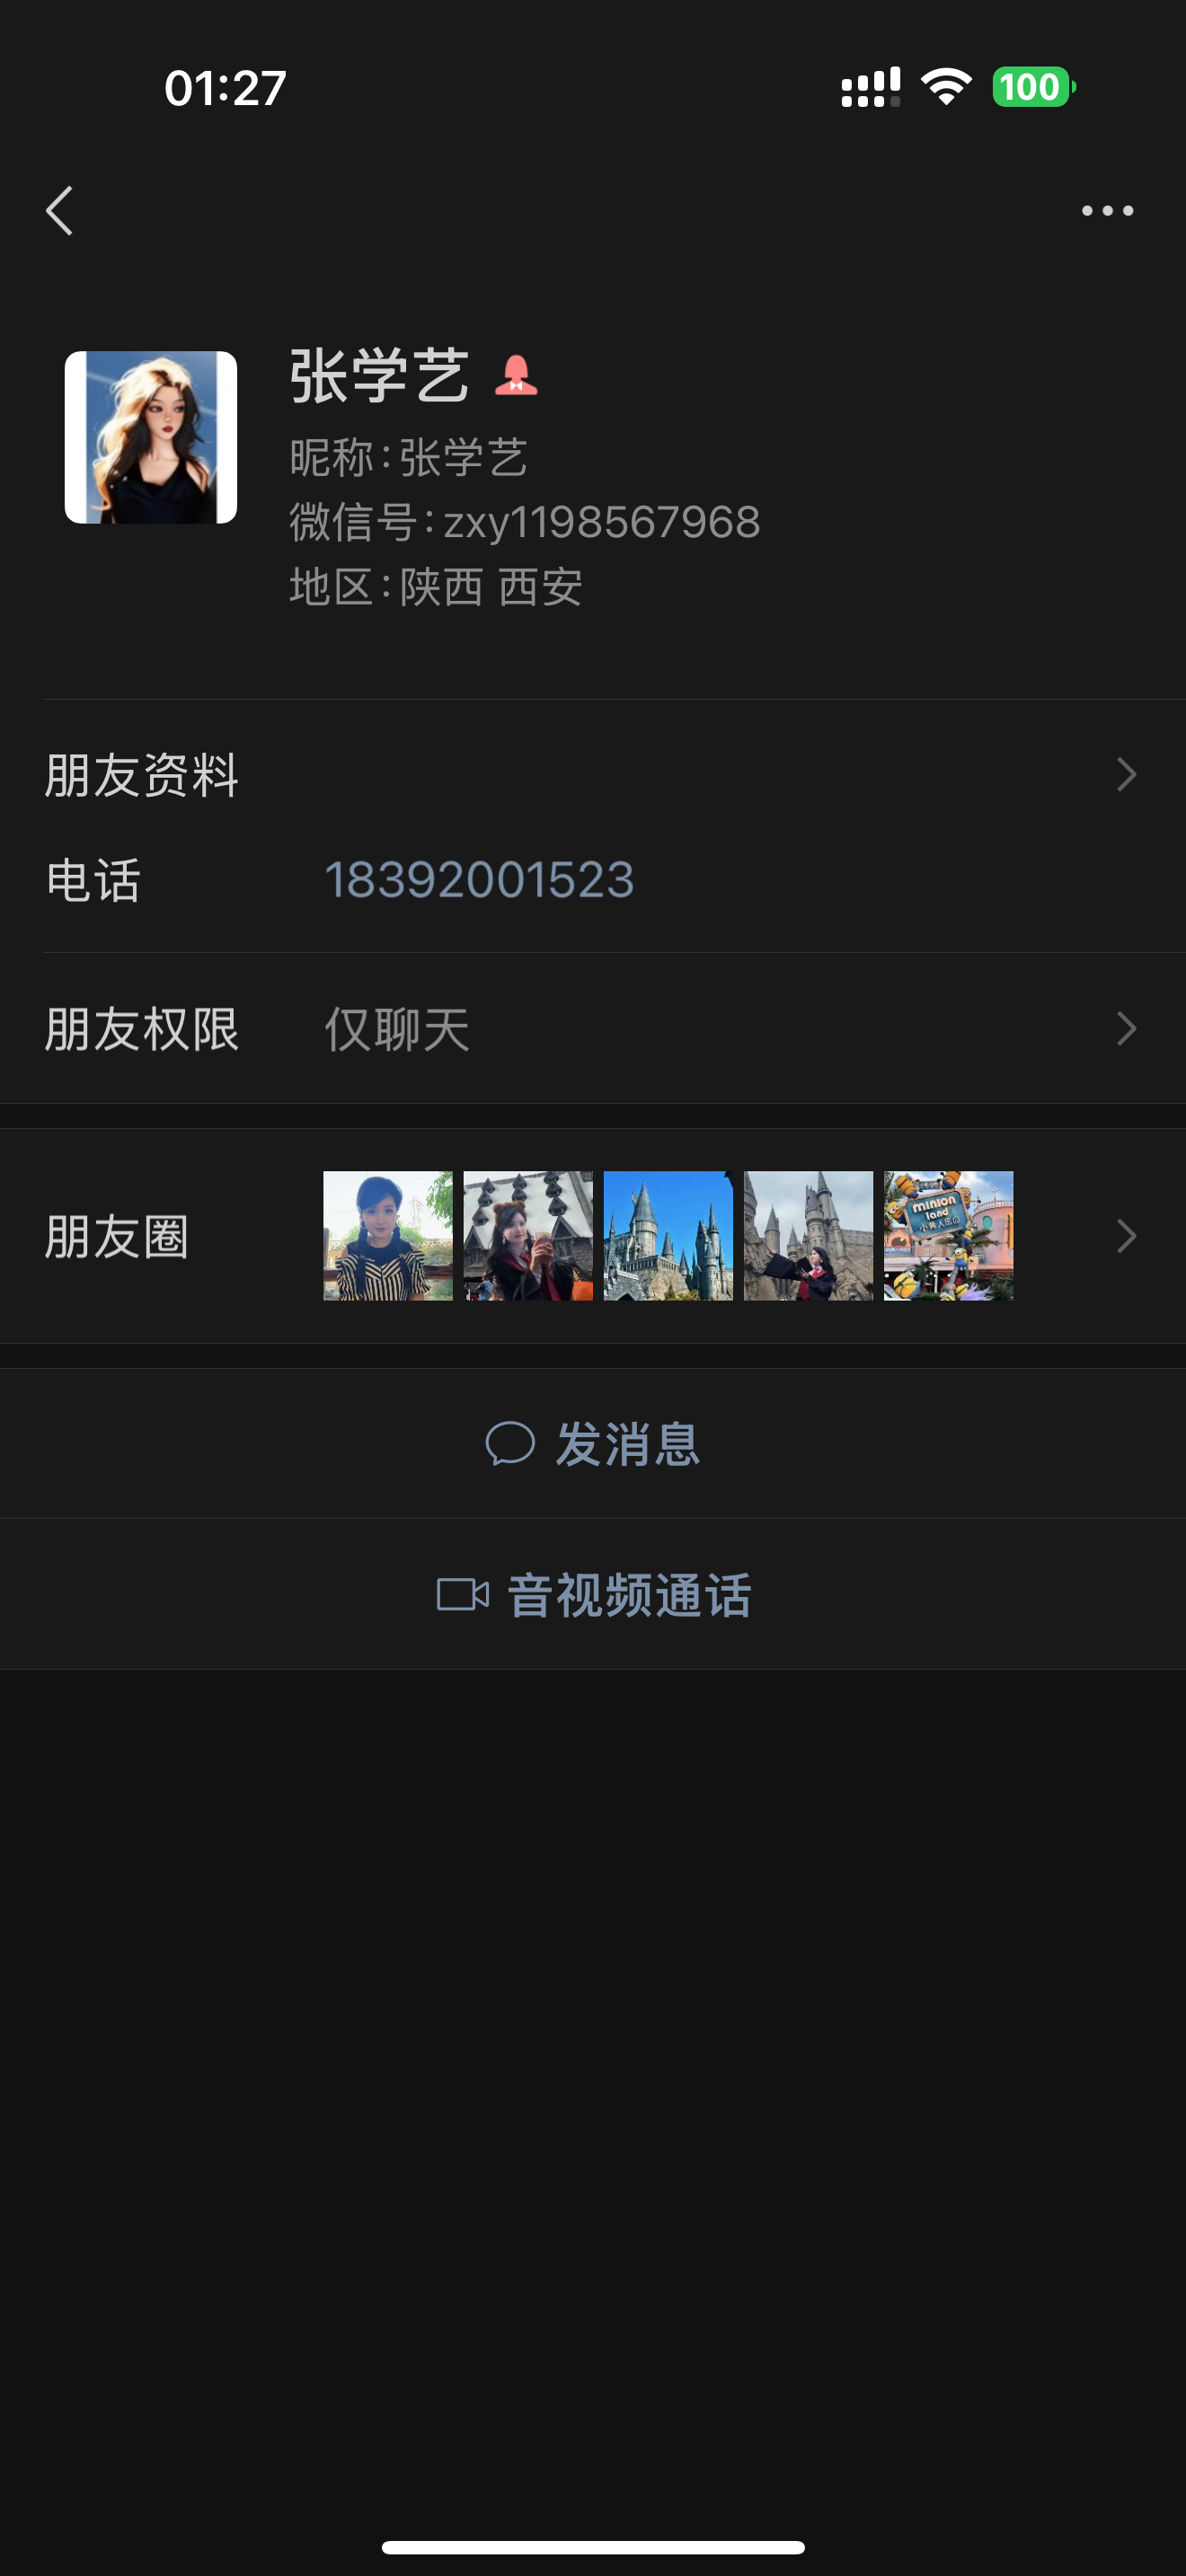 01:27
100
张学艺
昵称:张学艺
微信号:zxy1198567968
地区:陕西 西安
朋友资料
电话 18392001523
朋友权限 仅聊天
朋友圈
minion
land
小黄人乐园
发消息
音视频通话